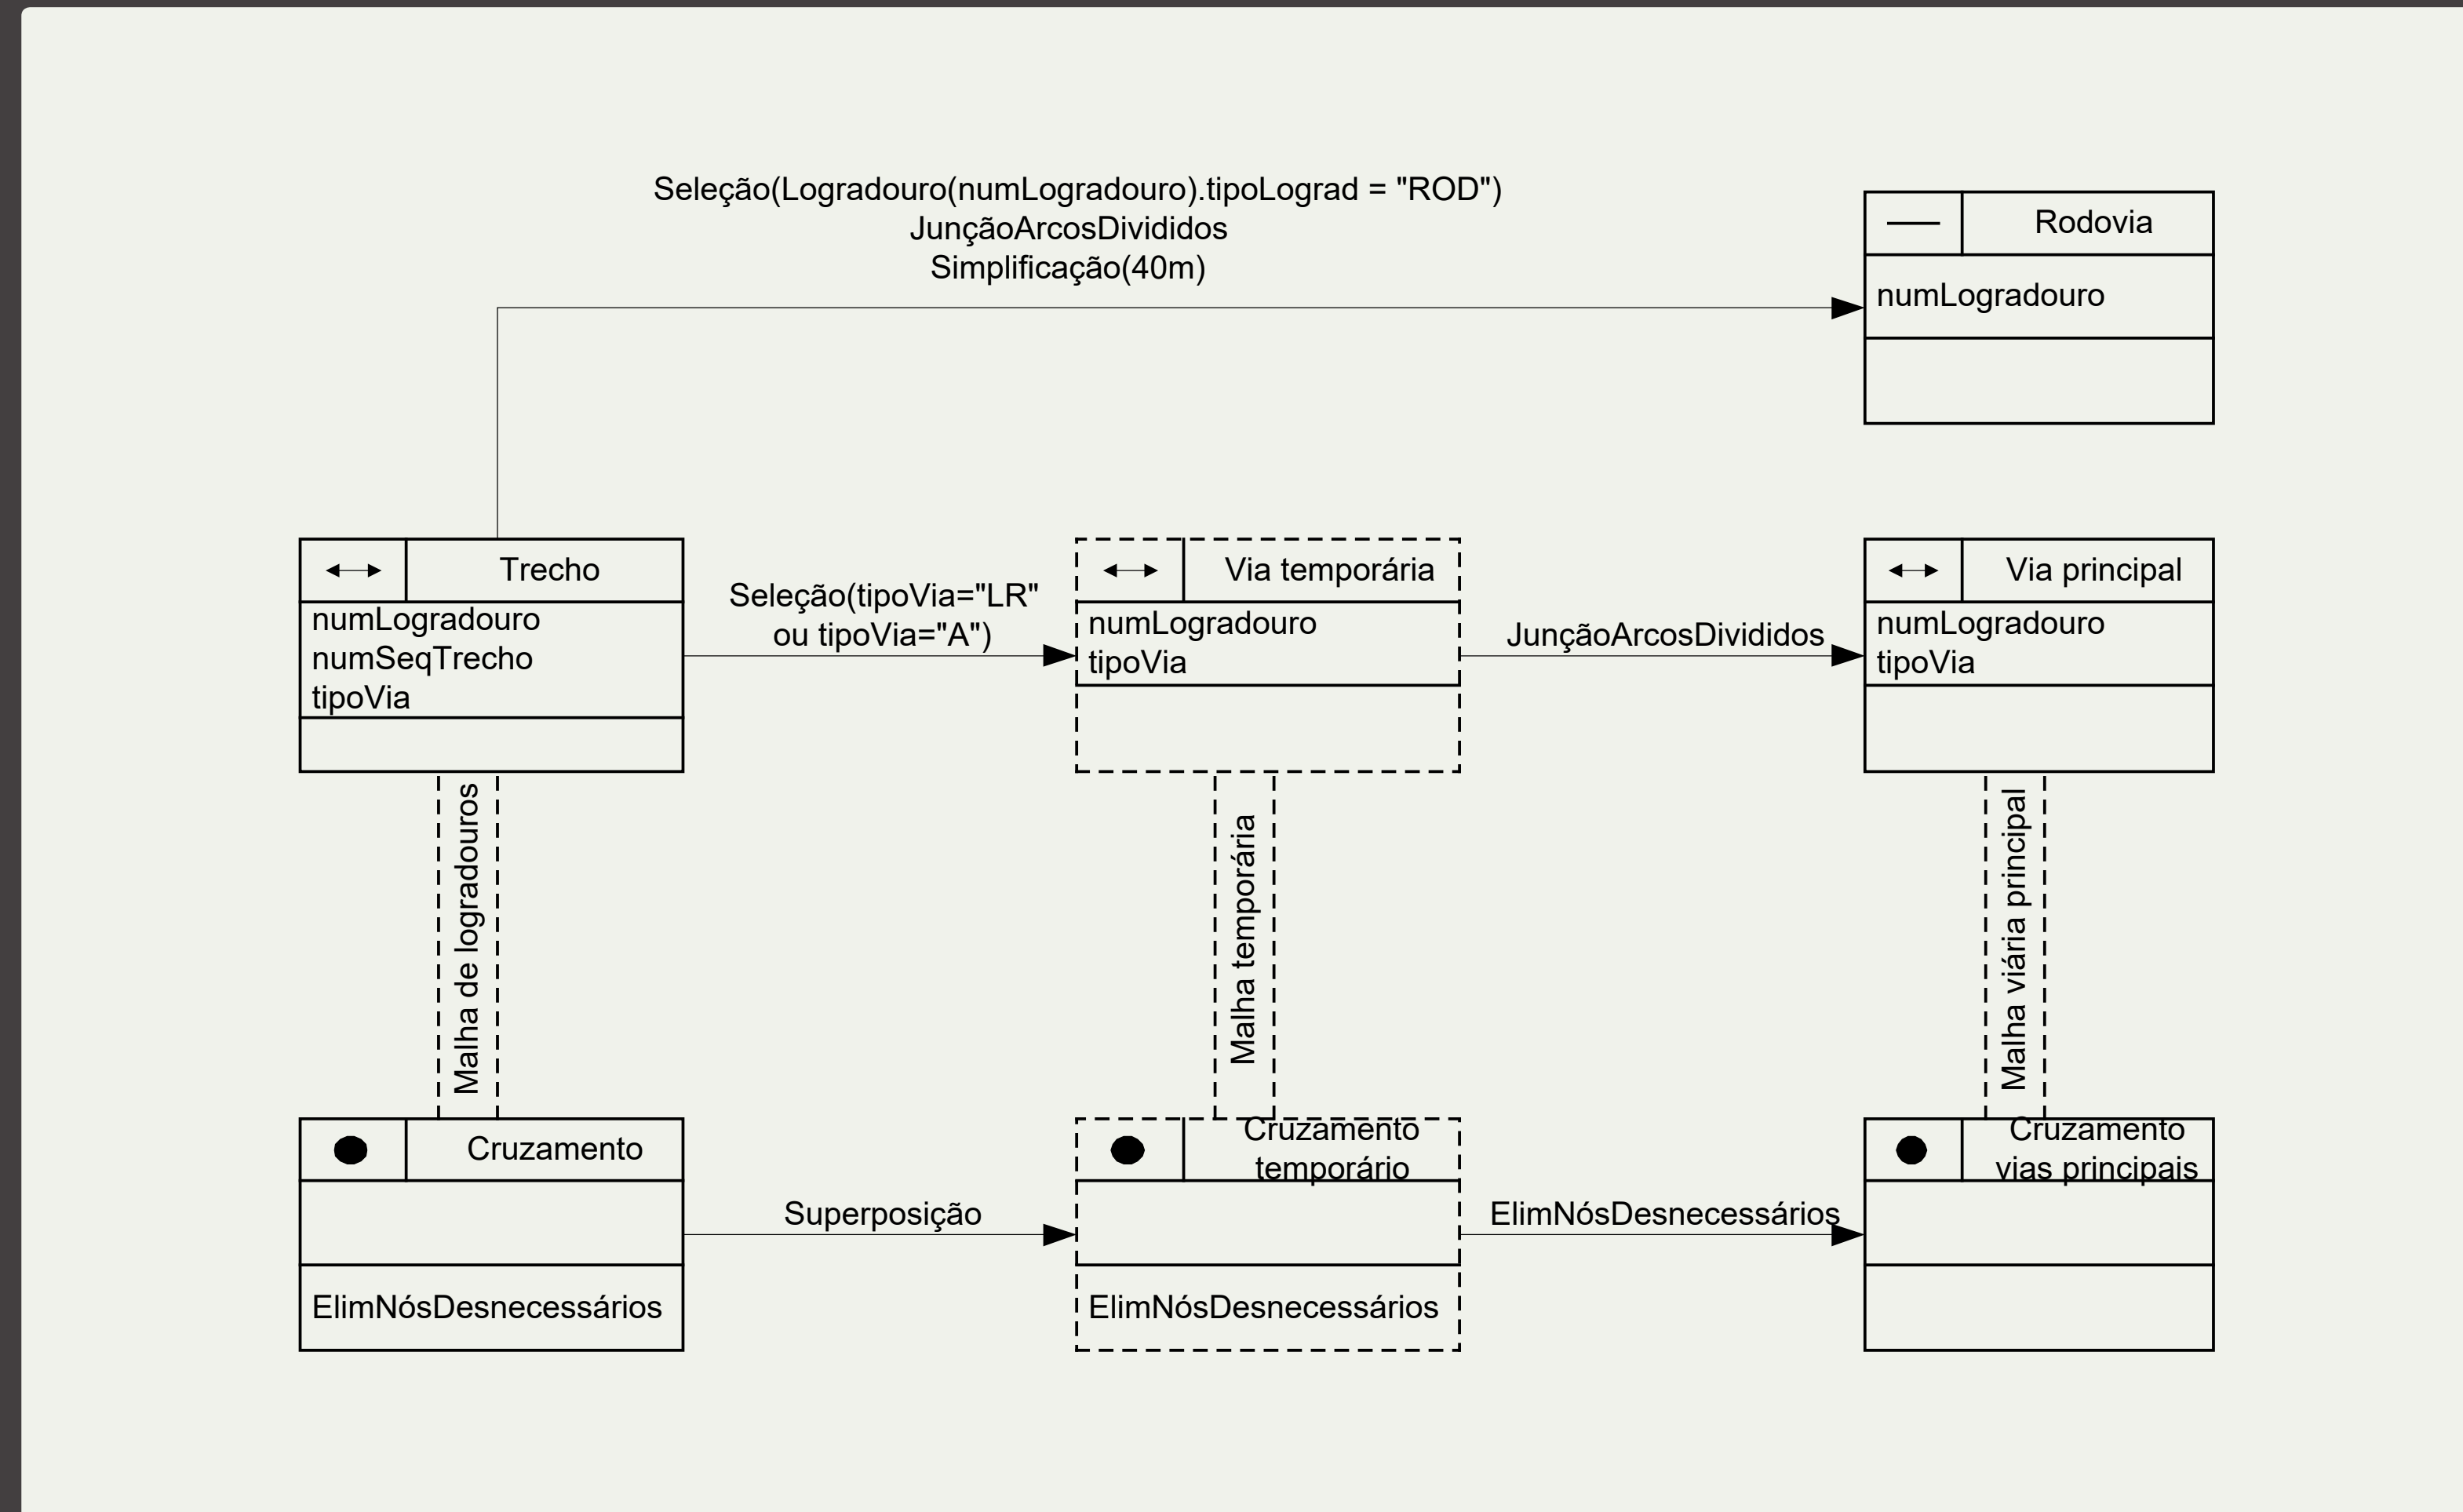 Seleção(Logradouro(numLogradouro).tipoLograd = "ROD")
JunçãoArcosDivididos
Simplificação(40m)
Rodovia
numLogradouro
Trecho
numLogradouro
numSeqTrecho
tipoVia
Seleção(tipoVia="LR"
ou tipoVia="A")
Via temporária
numLogradouro
tipoVia
JunçãoArcosDivididos
Via principal
numLogradouro
tipoVia
Malha de logradouros
Malha temporária
Malha viária principal
Cruzamento
ElimNósDesnecessários
Superposição
Cruzamento
temporário
ElimNósDesnecessários
ElimNósDesnecessários
Cruzamento
vias principais